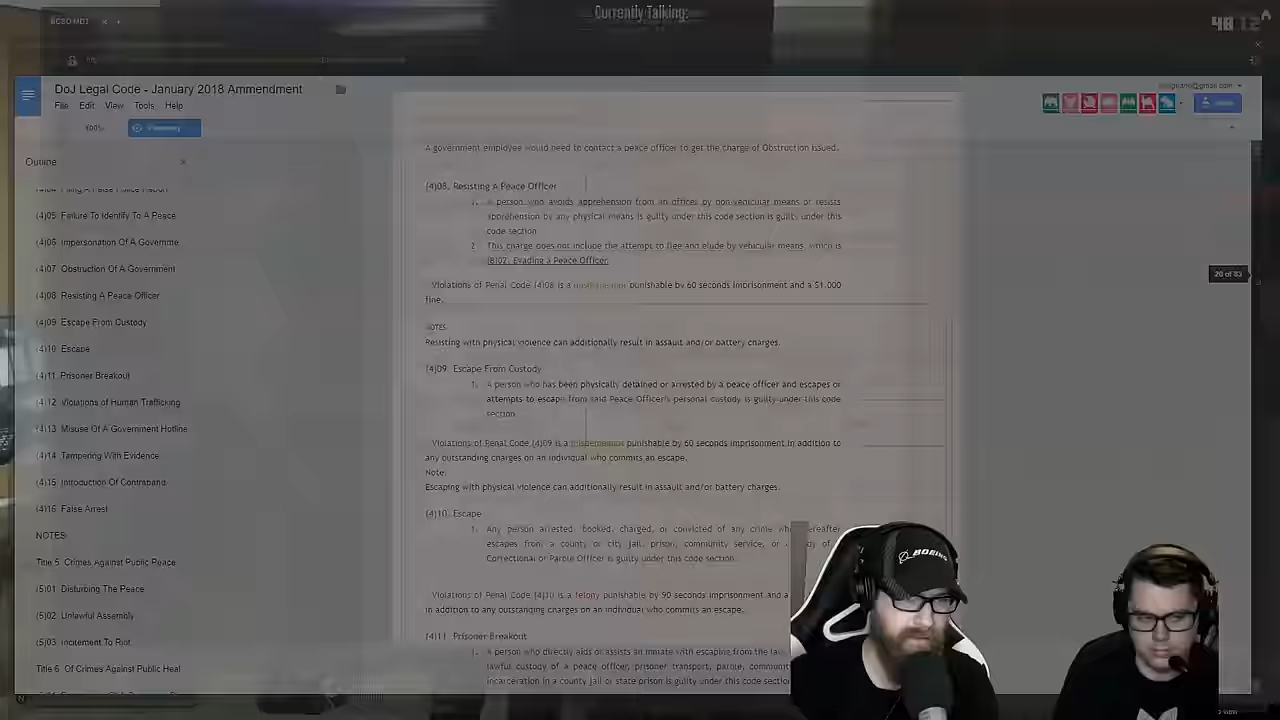 BCSO MDT
Currently Talking:
DoJ Legal Code - January 2018 Ammendment
File Edit View Tools Help
100%
Outline
(4)05 Failure To Identify To A Peace
(4)06 Impersonation Of A Governme
(4)07 Obstruction Of A Government
(4)08 Resisting A Peace Officer
(4)09 Escape From Custody
(4)10 Escape
(4)11 Prisoner Breakout
(4)12 Violations of Human Trafficking
(4)13 Misuse Of A Government Hotline
(4)14 Tampering With Evidence
(4)15 Introduction Of Contraband
(4)16 False Arrest
NOTES
Title 5 Crimes Against Public Peace
(5)01 Disturbing The Peace
(5)02 Unlawful Assembly
(5)03 Incitement To Riot
Title 6 Of Crimes Against Public Heal
A government employee would need to contact a peace officer to get the charge of Obstruction issued.
(4)08. Resisting A Peace Officer
1. A person who avoids apprehension from an officer by non-vehicular means or resists
apprehension by any physical means is guilty under this code section is guilty under this
code section
2. This charge does not include the attempt to flee and elude by vehicular means, which is
(8)07. Evading a Peace Officer.
Violations of Penal Code (4)08 is a misdemeanor punishable by 60 seconds imprisonment and a $1,000
fine.
NOTES
Resisting with physical violence can additionally result in assault and/or battery charges.
(4)09. Escape From Custody
1. A person who has been physically detained or arrested by a peace officer and escapes or
attempts to escape from said Peace Officer's personal custody is guilty under this code
section
Violations of Penal Code (4)09 is a misdemeanor punishable by 60 seconds imprisonment in addition to
any outstanding charges on an individual who commits an escape.
Note:
Escaping with physical violence can additionally result in assault and/or battery charges.
(4)10. Escape
1. Any person arrested, booked, charged, or convicted of any crime who
escapes from a county or city jail, prison, community service, or
Correctional or Parole Officer is guilty under this code section.
Violations of Penal Code (4)10 is a felony punishable by 90 seconds imprisonment and a
in addition to any outstanding charges on an individual who commits an escape.
(4)11. Prisoner Breakout
1. A person who directly aids or assists an inmate with escaping from the
lawful custody of a peace officer, prisoner transport, parole,
incarceration in a county jail or state prison is guilty under this code
20 of 83
BOEING